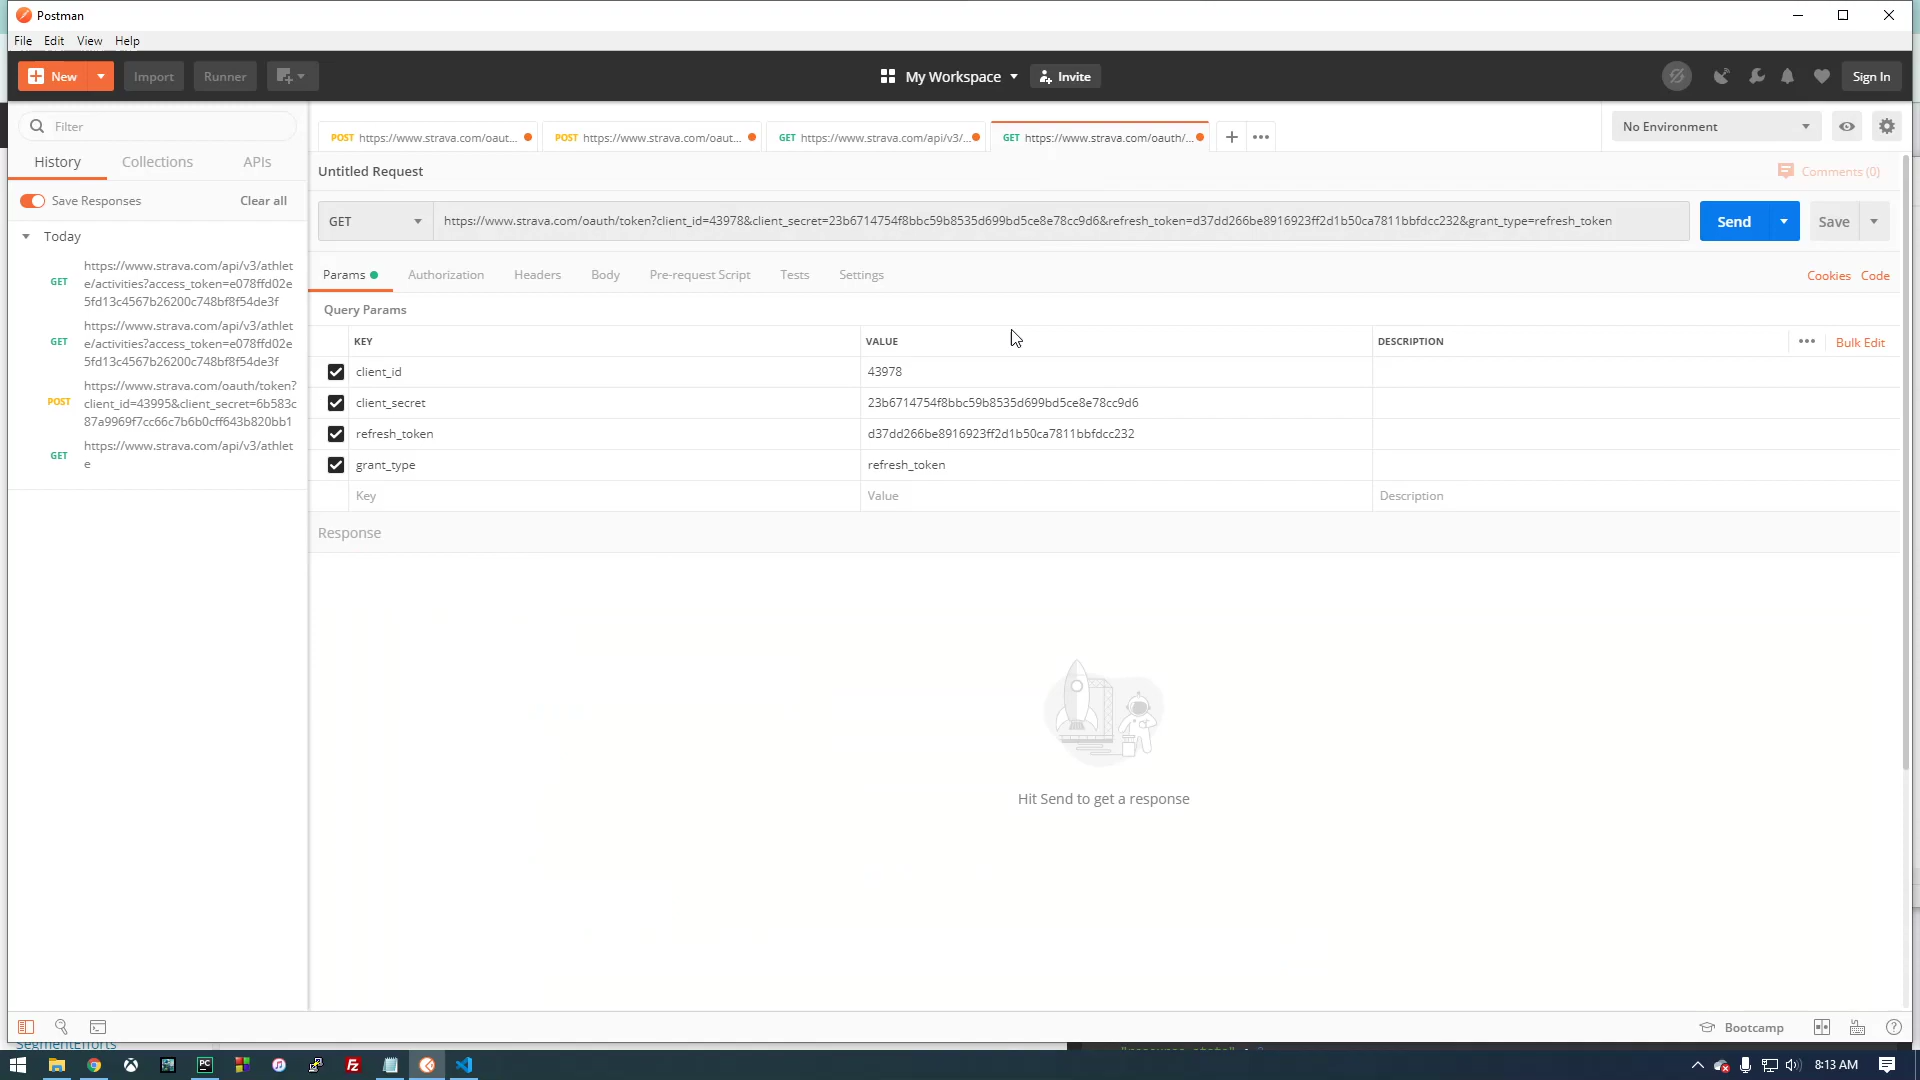 Postman
File Edit View Help
New Import Runner My Workspace Invite Sign In
Filter
History Collections APIs
Save Responses Clear all
Today
GET https://www.strava.com/api/v3/athlet
e/activities?access_token=e078ffd02e
5fd13c4567b26200c748bf8f54de3f
GET https://www.strava.com/api/v3/athlet
e/activities?access_token=e078ffd02e
5fd13c4567b26200c748bf8f54de3f
POST https://www.strava.com/oauth/token?
client_id=43995&client_secret=6b583c
87a9969f7cc66c7b6b0cff643b820bb1
GET https://www.strava.com/api/v3/athlet
e
POST https://www.strava.com/oaut... POST https://www.strava.com/oaut... GET https://www.strava.com/api/v3/... GET https://www.strava.com/oauth/... No Environment
Untitled Request Comments (0)
GET https://www.strava.com/oauth/token?client_id=43978&client_secret=23b6714754f8bbc59b8535d699bd5ce8e78cc9d6&refresh_token=d37dd266be8916923ff2d1b50ca7811bbfdcc232&grant_type=refresh_token Send Save
Params Authorization Headers Body Pre-request Script Tests Settings Cookies Code
Query Params
KEY VALUE DESCRIPTION Bulk Edit
client_id 43978
client_secret 23b6714754f8bbc59b8535d699bd5ce8e78cc9d6
refresh_token d37dd266be8916923ff2d1b50ca7811bbfdcc232
grant_type refresh_token
Key Value Description
Response
Hit Send to get a response
Bootcamp
SegmentEfforts
8:13 AM